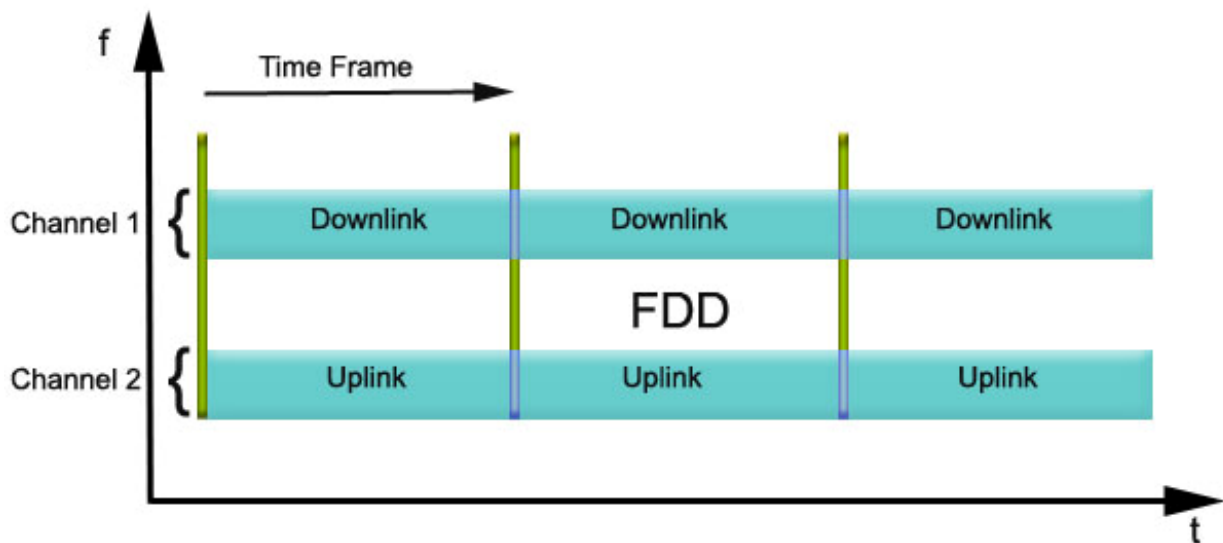 f
Time Frame
Channel 1
{
Downlink
Downlink
Downlink
FDD
Channel 2
{
Uplink
Uplink
Uplink
t